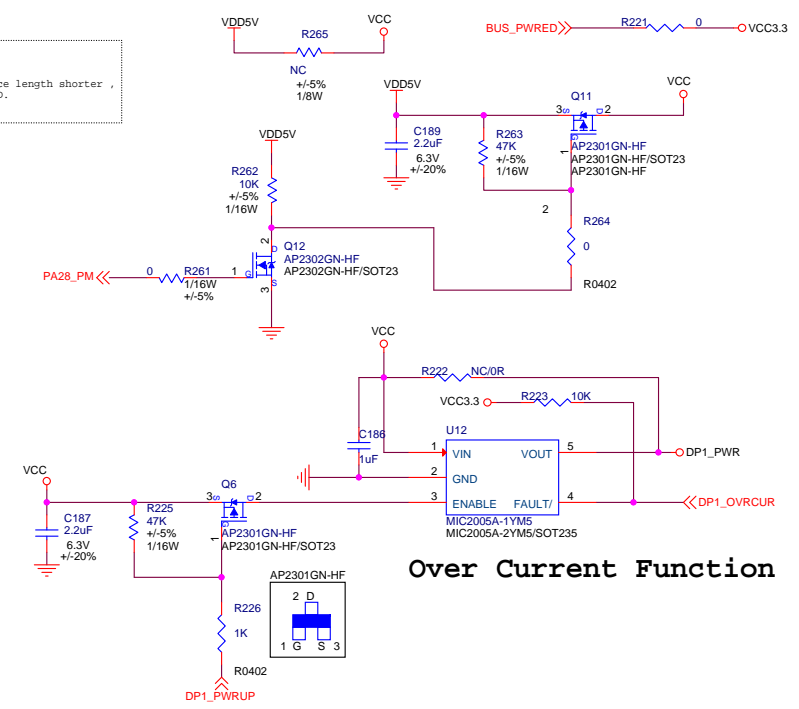 VDD5V
R265
VCC
NC
+/-5%
1/8W
BUS_PWRED
R221
0
VCC3.3
ce length shorter ,
VDD5V
Q11
VCC
3
S
D
2
G
1
C189
2.2uF
6.3V
+/-20%
R263
47K
+/-5%
1/16W
AP2301GN-HF
AP2301GN-HF/SOT23
AP2301GN-HF
VDD5V
R262
10K
+/-5%
1/16W
2
R264
0
R0402
2
D
Q12
AP2302GN-HF
AP2302GN-HF/SOT23
PA28_PM
0
R261
1/16W
+/-5%
1
G
S
3
VCC
R222
NC/0R
VCC3.3
R223
10K
C186
1uF
U12
1
VIN
VOUT
5
DP1_PWR
2
GND
3
ENABLE
FAULT/
4
DP1_OVRCUR
MIC2005A-1YM5
MIC2005A-2YM5/SOT235
VCC
Q6
3
S
D
2
G
1
C187
2.2uF
6.3V
+/-20%
R225
47K
+/-5%
1/16W
AP2301GN-HF
AP2301GN-HF/SOT23
Over Current Function
AP2301GN-HF
2 D
1 G S 3
R226
1K
R0402
DP1_PWRUP